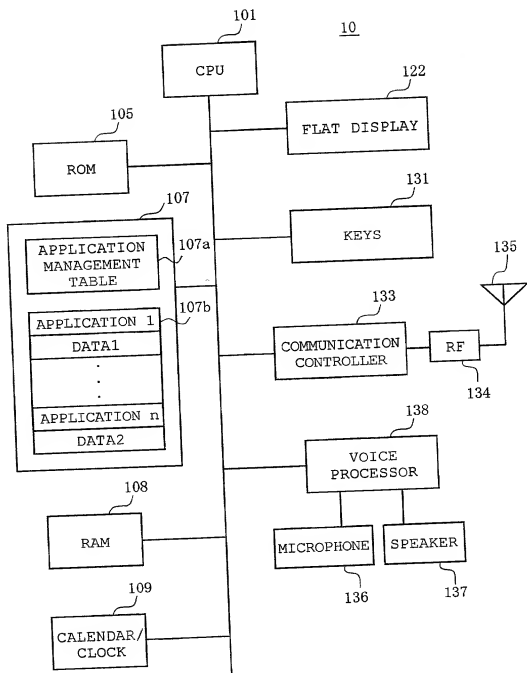 10
101
CPU
122
FLAT DISPLAY
105
ROM
131
KEYS
107
APPLICATION
MANAGEMENT
TABLE
107a
107b
APPLICATION 1
DATA1
.
.
.
APPLICATION n
DATA2
133
COMMUNICATION
CONTROLLER
RF
134
135
138
VOICE
PROCESSOR
MICROPHONE
136
SPEAKER
137
108
RAM
109
CALENDAR/
CLOCK